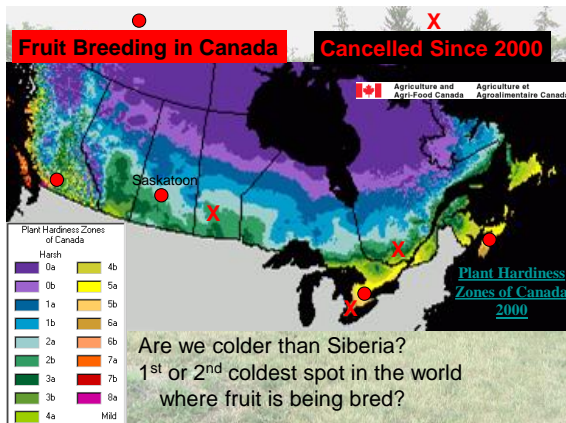 X
Fruit Breeding in Canada
Cancelled Since 2000
Agriculture and
Agri-Food Canada
Agriculture et
Agroalimentaire Canada
Saskatoon
X
X
X
Plant Hardiness
Zones of Canada
2000
Plant Hardiness Zones
of Canada
Harsh
0a
0b
1a
1b
2a
2b
3a
3b
4a
4b
5a
5b
6a
6b
7a
7b
8a
Mild
Are we colder than Siberia?
1st or 2nd coldest spot in the world
where fruit is being bred?